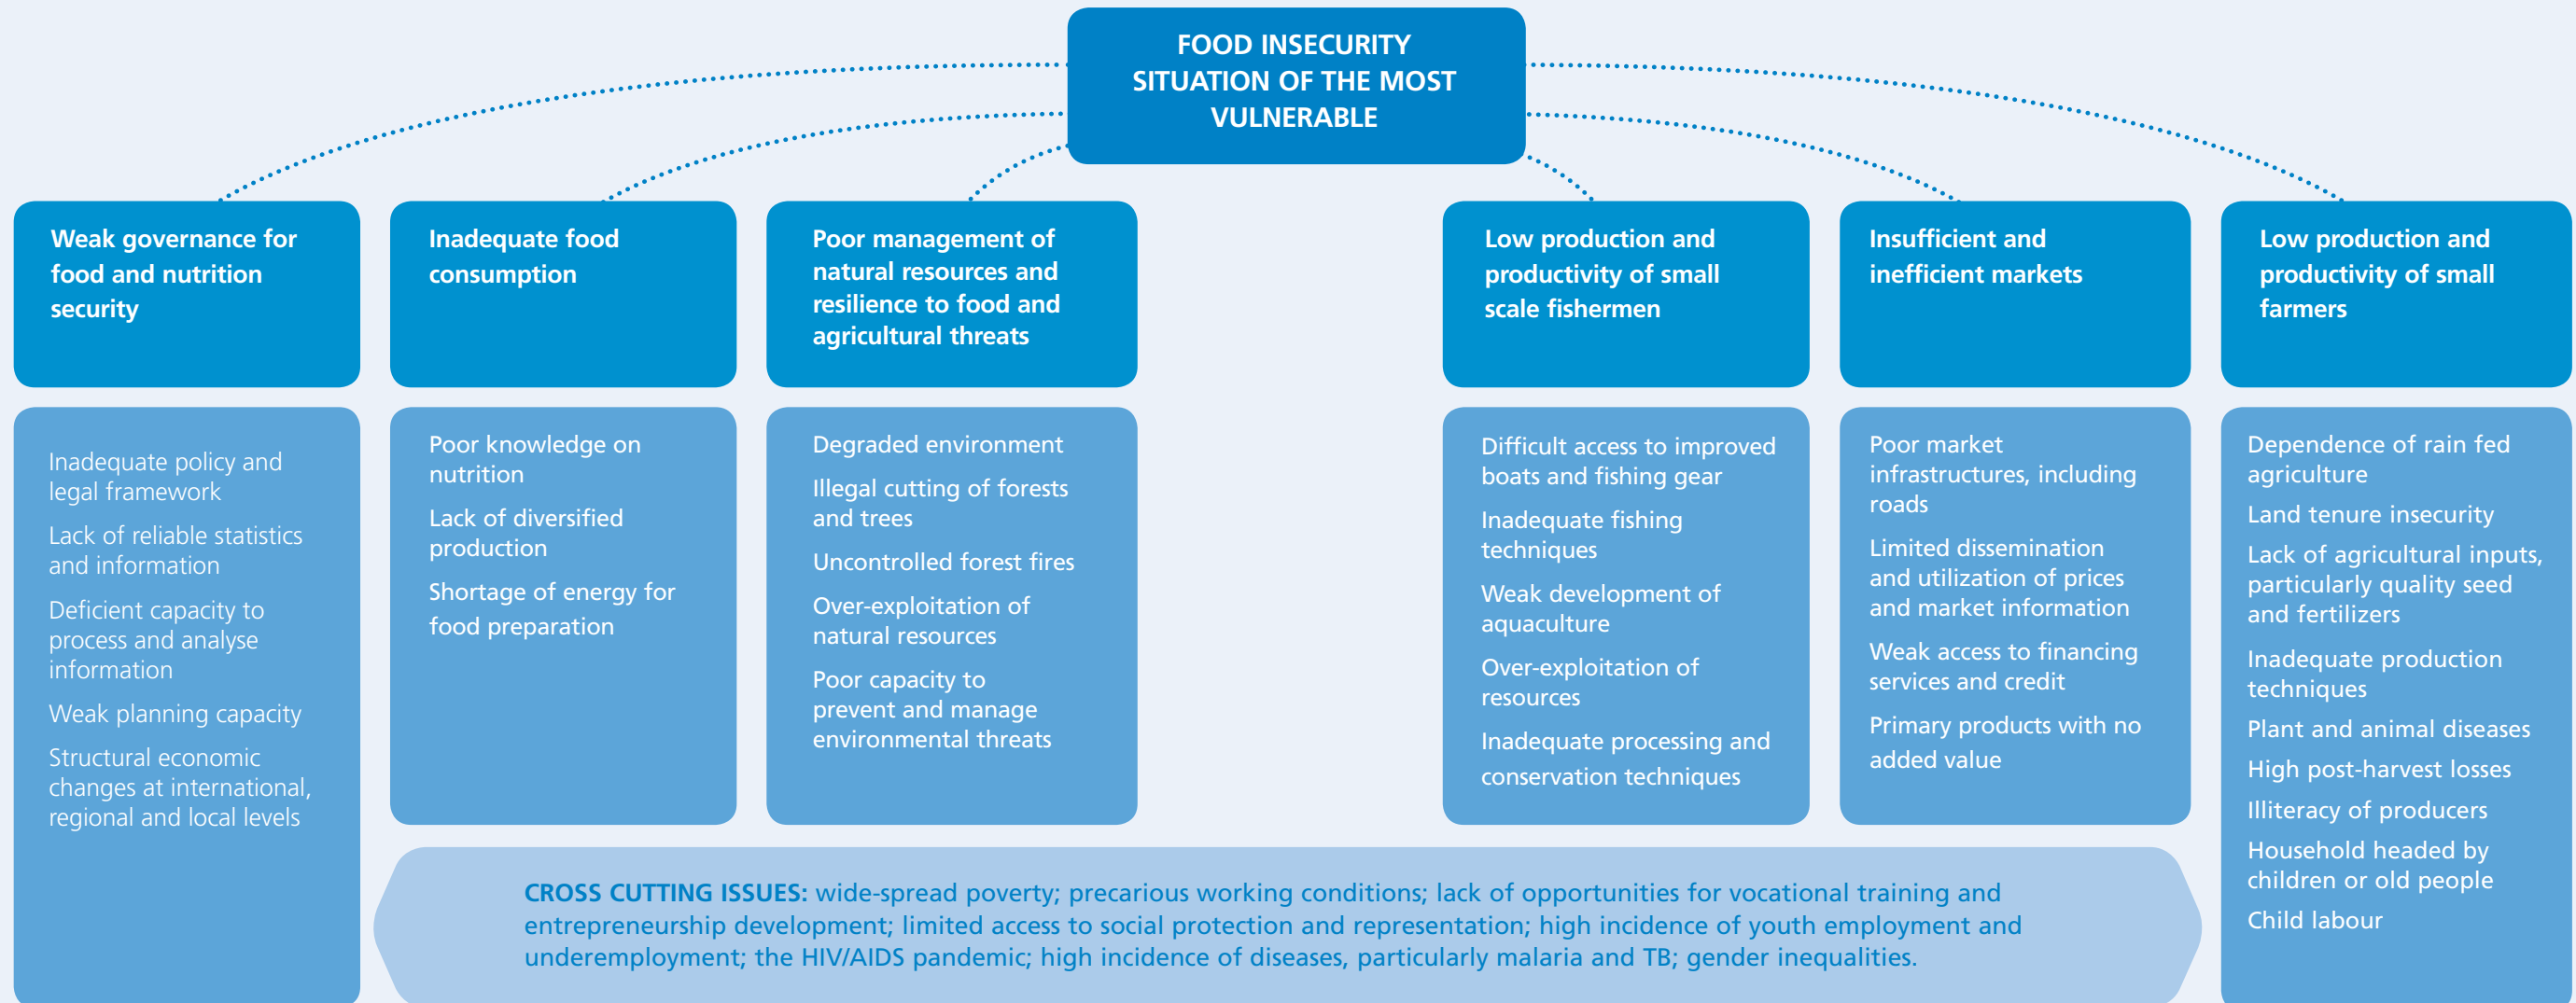 FOOD INSECURITY
SITUATION OF THE MOST
VULNERABLE
Weak governance for
food and nutrition
security
Inadequate food
consumption
Poor management of
natural resources and
resilience to food and
agricultural threats
Low production and
productivity of small
scale fishermen
Insufficient and
inefficient markets
Low production and
productivity of small
farmers
Inadequate policy and
legal framework
Lack of reliable statistics
and information
Deficient capacity to
process and analyse
information
Weak planning capacity
Structural economic
changes at international,
regional and local levels
Poor knowledge on
nutrition
Lack of diversified
production
Shortage of energy for
food preparation
Degraded environment
Illegal cutting of forests
and trees
Uncontrolled forest fires
Over-exploitation of
natural resources
Poor capacity to
prevent and manage
environmental threats
Difficult access to improved
boats and fishing gear
Inadequate fishing
techniques
Weak development of
aquaculture
Over-exploitation of
resources
Inadequate processing and
conservation techniques
Poor market
infrastructures, including
roads
Limited dissemination
and utilization of prices
and market information
Weak access to financing
services and credit
Primary products with no
added value
Dependence of rain fed
agriculture
Land tenure insecurity
Lack of agricultural inputs,
particularly quality seed
and fertilizers
Inadequate production
techniques
Plant and animal diseases
High post-harvest losses
Illiteracy of producers
Household headed by
children or old people
Child labour
CROSS CUTTING ISSUES: wide-spread poverty; precarious working conditions; lack of opportunities for vocational training and
entrepreneurship development; limited access to social protection and representation; high incidence of youth employment and
underemployment; the HIV/AIDS pandemic; high incidence of diseases, particularly malaria and TB; gender inequalities.